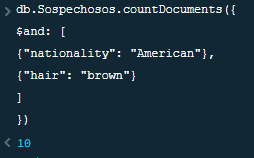 > db.Sospechosos.countDocuments({
$and: [
{"nationality": "American"},
{"hair": "brown"}
]
})
< 10